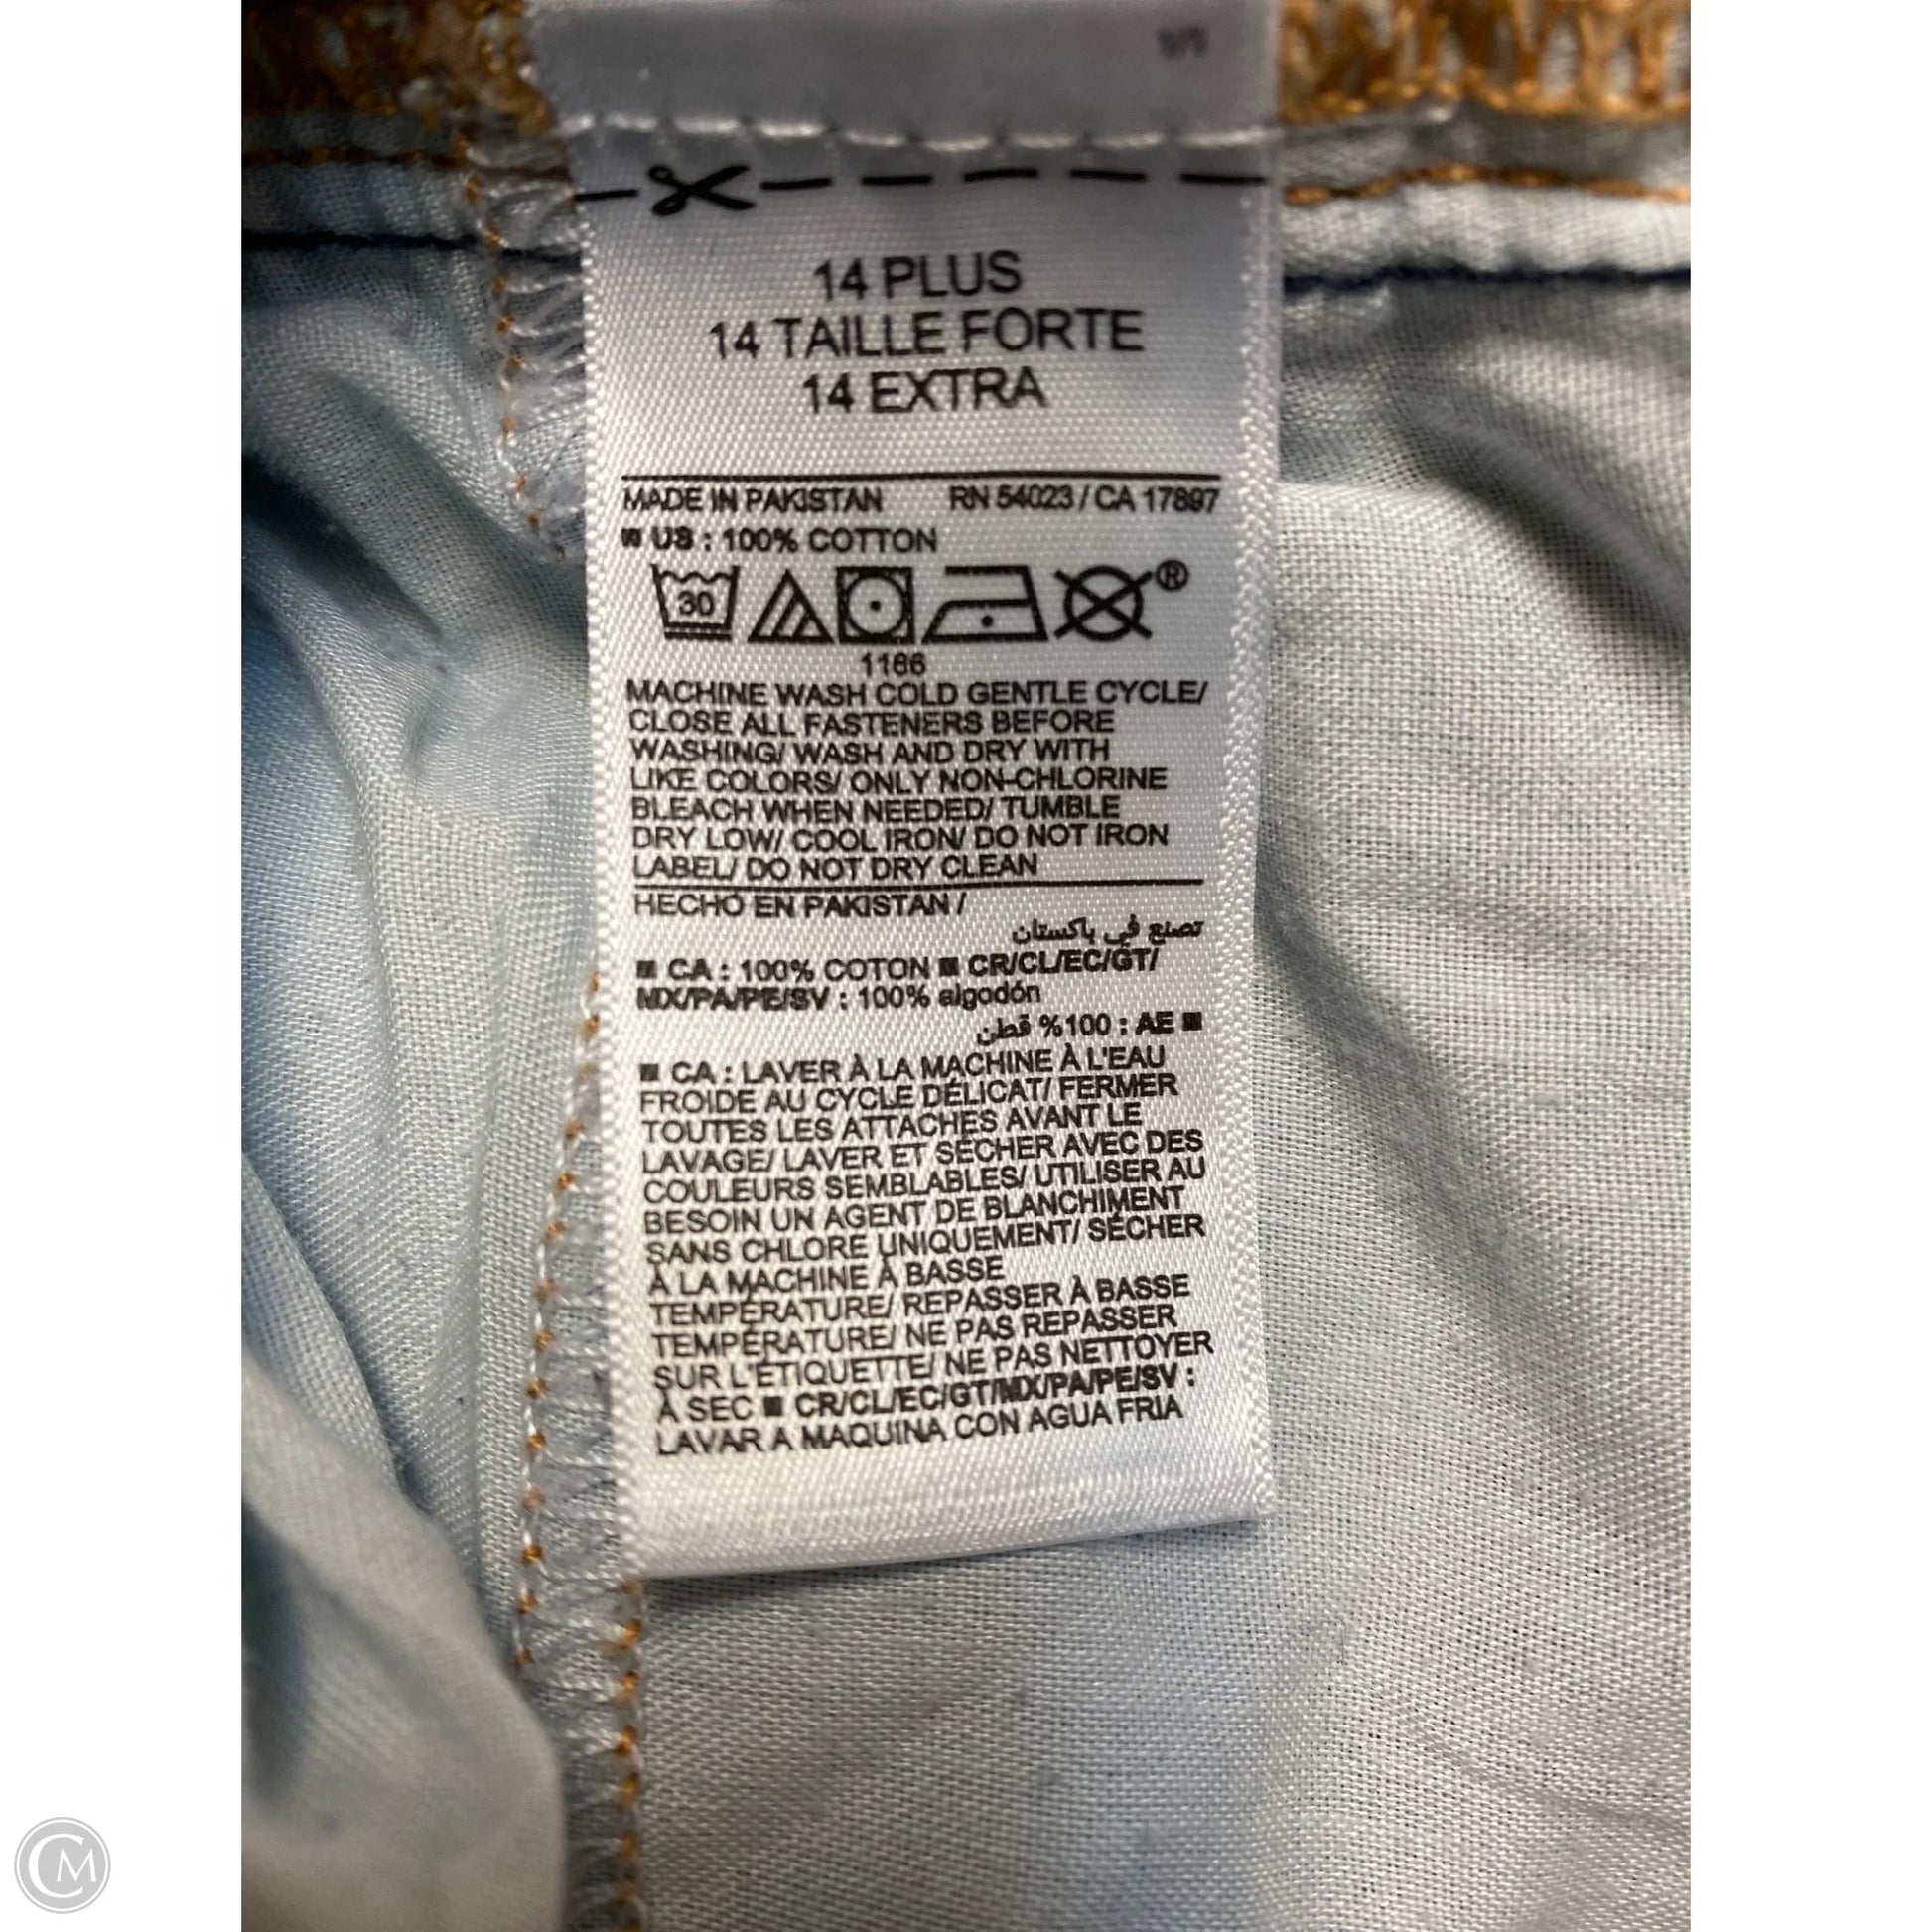 14 PLUS
14 TAILLE FORTE
14 EXTRA
MADE IN PAKISTAN RN 54023 / CA 17897
■ US : 100% COTTON
30 ®
1166
MACHINE WASH COLD GENTLE CYCLE/
CLOSE ALL FASTENERS BEFORE
WASHING/ WASH AND DRY WITH
LIKE COLORS/ ONLY NON-CHLORINE
BLEACH WHEN NEEDED/ TUMBLE
DRY LOW/ COOL IRON/ DO NOT IRON
LABEL/ DO NOT DRY CLEAN
HECHO EN PAKISTAN /
تصنع في باكستان
■ CA : 100% COTON ■ CR/CL/EC/GT/
MX/PA/PE/SV : 100% algodón
■ AE : 100% قطن
■ CA : LAVER À LA MACHINE À L'EAU
FROIDE AU CYCLE DÉLICAT/ FERMER
TOUTES LES ATTACHES AVANT LE
LAVAGE/ LAVER ET SÉCHER AVEC DES
COULEURS SEMBLABLES/ UTILISER AU
BESOIN UN AGENT DE BLANCHIMENT
SANS CHLORE UNIQUEMENT/ SÉCHER
À LA MACHINE À BASSE
TEMPÉRATURE/ REPASSER À BASSE
TEMPÉRATURE/ NE PAS REPASSER
SUR L'ÉTIQUETTE/ NE PAS NETTOYER
À SEC ■ CR/CL/EC/GT/MX/PA/PE/SV :
LAVAR A MAQUINA CON AGUA FRIA
CM